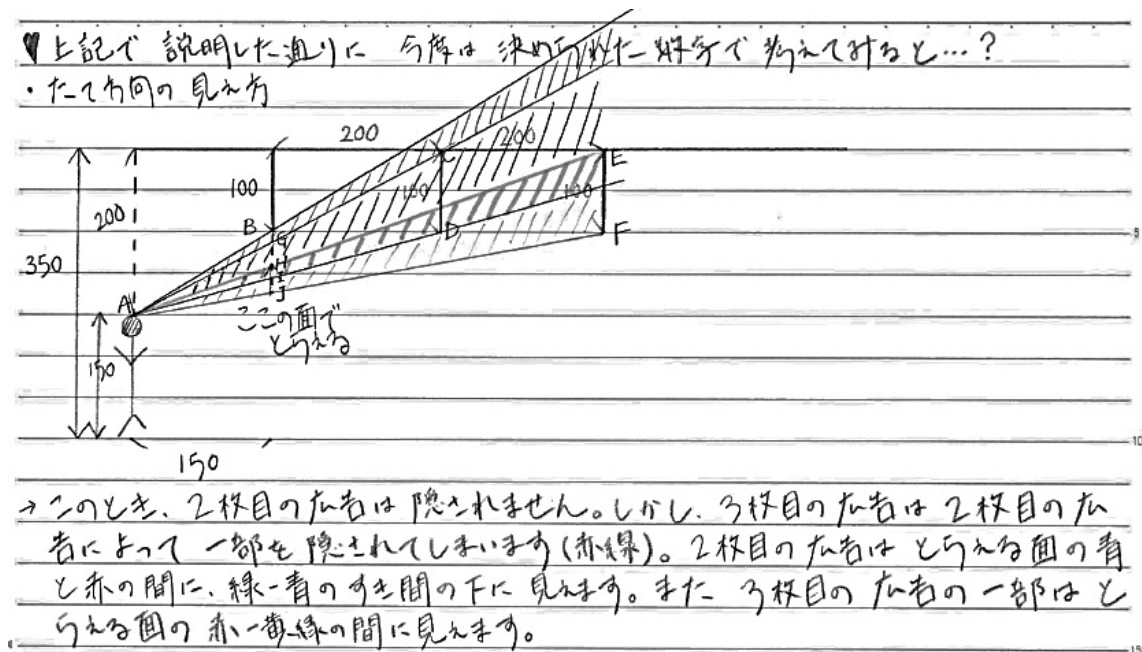 ♥上記で 説明した通りに 今度は 決められた数字で 考えてみると…?
・たて方向の 見え方
200
200
100
100
100
200
350
150
150
A
B
C
D
E
F
G
H
I
J
ここの面で
とらえる
→このとき、2枚目の広告は 隠されません。しかし、3枚目の広告は 2枚目の広
告によって 一部を 隠されてしまいます(赤緑)。2枚目の広告は とらえる面の青
と赤の間に、緑-青のすき間の下に 見えます。また 3枚目の 広告の一部は と
らえる面の 赤-黄緑の間に見えます。
5
10
15